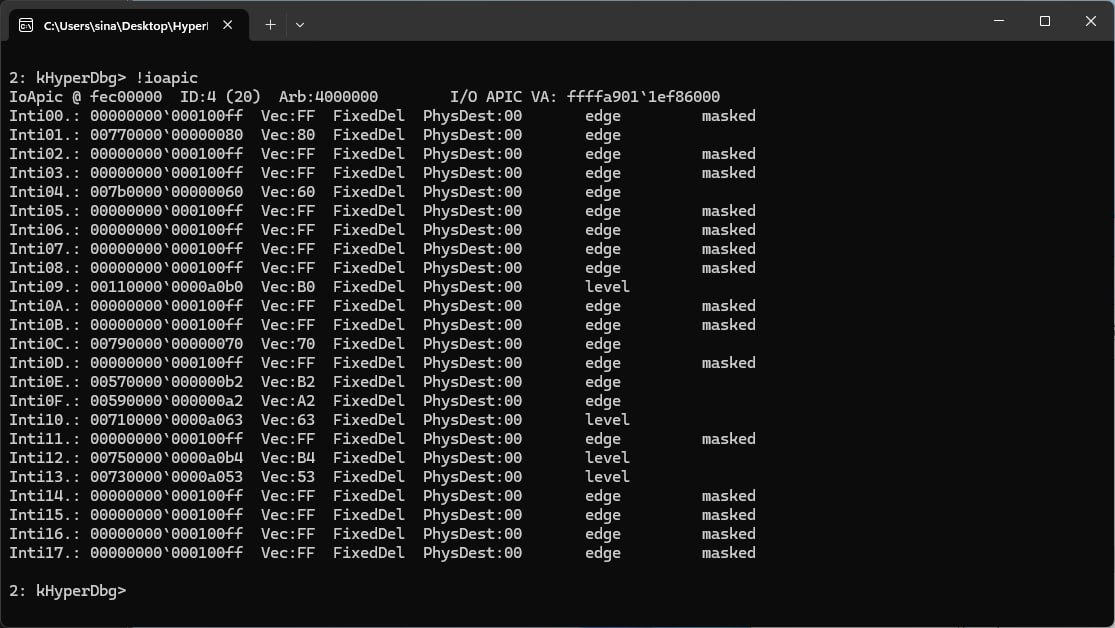 C:\Users\sina\Desktop\Hyperl
2: kHyperDbg> !ioapic
IoApic @ fec00000  ID:4 (20)  Arb:4000000        I/O APIC VA: ffffa901`1ef86000
Inti00.: 00000000`000100ff  Vec:FF  FixedDel  PhysDest:00       edge         masked
Inti01.: 00770000`00000080  Vec:80  FixedDel  PhysDest:00       edge
Inti02.: 00000000`000100ff  Vec:FF  FixedDel  PhysDest:00       edge         masked
Inti03.: 00000000`000100ff  Vec:FF  FixedDel  PhysDest:00       edge         masked
Inti04.: 007b0000`00000060  Vec:60  FixedDel  PhysDest:00       edge
Inti05.: 00000000`000100ff  Vec:FF  FixedDel  PhysDest:00       edge         masked
Inti06.: 00000000`000100ff  Vec:FF  FixedDel  PhysDest:00       edge         masked
Inti07.: 00000000`000100ff  Vec:FF  FixedDel  PhysDest:00       edge         masked
Inti08.: 00000000`000100ff  Vec:FF  FixedDel  PhysDest:00       edge         masked
Inti09.: 00110000`0000a0b0  Vec:B0  FixedDel  PhysDest:00       level
Inti0A.: 00000000`000100ff  Vec:FF  FixedDel  PhysDest:00       edge         masked
Inti0B.: 00000000`000100ff  Vec:FF  FixedDel  PhysDest:00       edge         masked
Inti0C.: 00790000`00000070  Vec:70  FixedDel  PhysDest:00       edge
Inti0D.: 00000000`000100ff  Vec:FF  FixedDel  PhysDest:00       edge         masked
Inti0E.: 00570000`000000b2  Vec:B2  FixedDel  PhysDest:00       edge
Inti0F.: 00590000`000000a2  Vec:A2  FixedDel  PhysDest:00       edge
Inti10.: 00710000`0000a063  Vec:63  FixedDel  PhysDest:00       level
Inti11.: 00000000`000100ff  Vec:FF  FixedDel  PhysDest:00       edge         masked
Inti12.: 00750000`0000a0b4  Vec:B4  FixedDel  PhysDest:00       level
Inti13.: 00730000`0000a053  Vec:53  FixedDel  PhysDest:00       level
Inti14.: 00000000`000100ff  Vec:FF  FixedDel  PhysDest:00       edge         masked
Inti15.: 00000000`000100ff  Vec:FF  FixedDel  PhysDest:00       edge         masked
Inti16.: 00000000`000100ff  Vec:FF  FixedDel  PhysDest:00       edge         masked
Inti17.: 00000000`000100ff  Vec:FF  FixedDel  PhysDest:00       edge         masked
2: kHyperDbg>